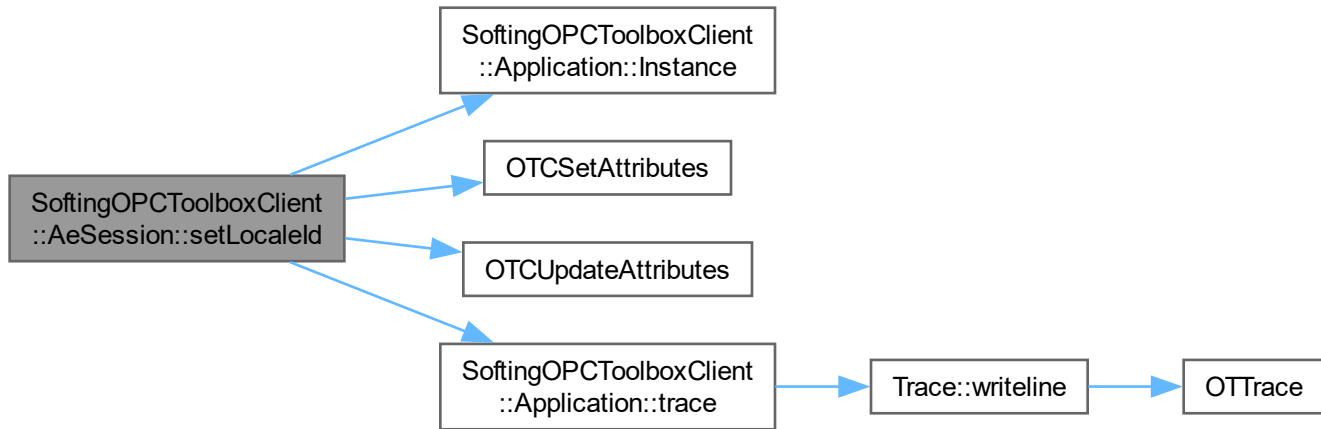 SoftingOPCToolboxClient
::Application::Instance
OTCSetAttributes
SoftingOPCToolboxClient
::AeSession::setLocaleId
OTCUpdateAttributes
SoftingOPCToolboxClient
::Application::trace
Trace::writeline
OTTrace